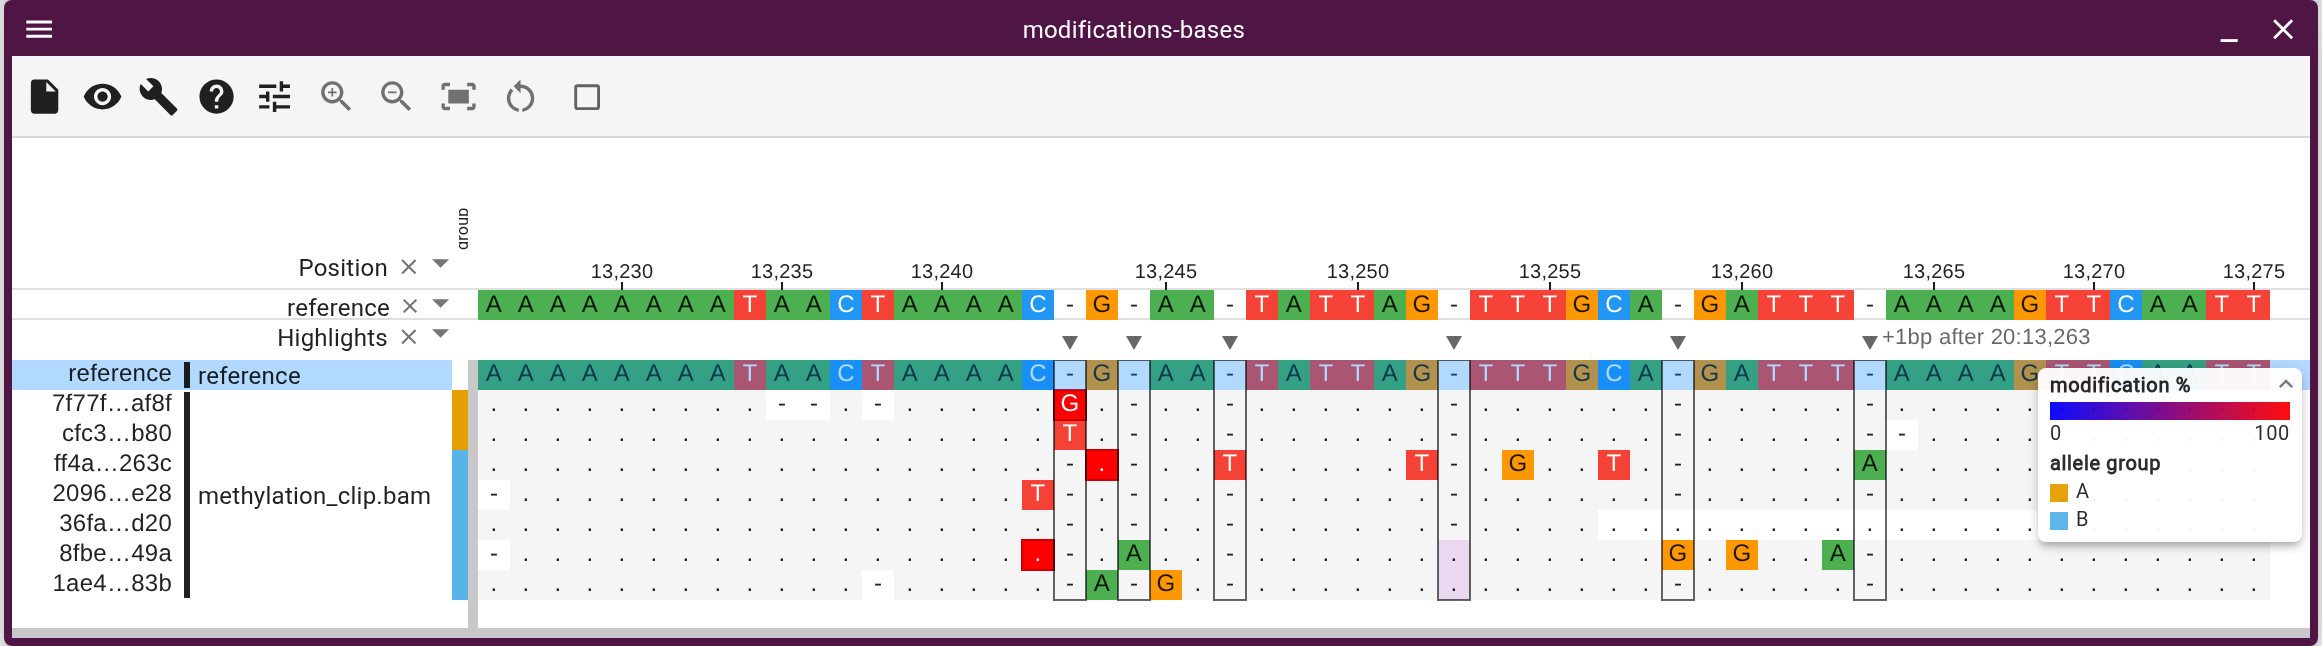 modifications-bases
group
Position 13,230 13,235 13,240 13,245 13,250 13,255 13,260 13,265 13,270 13,275
reference A A A A A A A A T A A C T A A A A C - G - A A - T A T T A G - T T T G C A - G A T T T - A A A A G T T C A A T T
Highlights +1bp after 20:13,263
reference reference A A A A A A A A T A A C T A A A A C - G - A A - T A T T A G - T T T G C A - G A T T T - A A A A G T T C A A T T
7f77f…af8f . . . . . . . . . - - . - . . . . . G . - . . - . . . . . . - . . . . . . - . . . . . - . . . . .
cfc3…b80 . . . . . . . . . . . . . . . . . . T . - . . - . . . . . . - . . . . . . - . . . . . - - . . . .
ff4a…263c . . . . . . . . . . . . . . . . . . - . - . . T . . . . . T - . G . . T . - . . . . . A . . . . .
2096…e28 - . . . . . . . . . . . . . . . . T - . - . . - . . . . . . - . . . . . . - . . . . . - . . . . .
methylation_clip.bam
36fa…d20 . . . . . . . . . . . . . . . . . . - . - . . - . . . . . . - . . . . . . . . . . . . . . . . . .
8fbe…49a - . . . . . . . . . . . . . . . . . - . A . . - . . . . . . . . . . . . . G . G . . A - . . . . . . . . . . . .
1ae4…83b . . . . . . . . . . . . - . . . . . - A - G . - . . . . . . . . . . . . . - . . . . . - . . . . . . . . . . . .
modification %
0 100
allele group
A
B